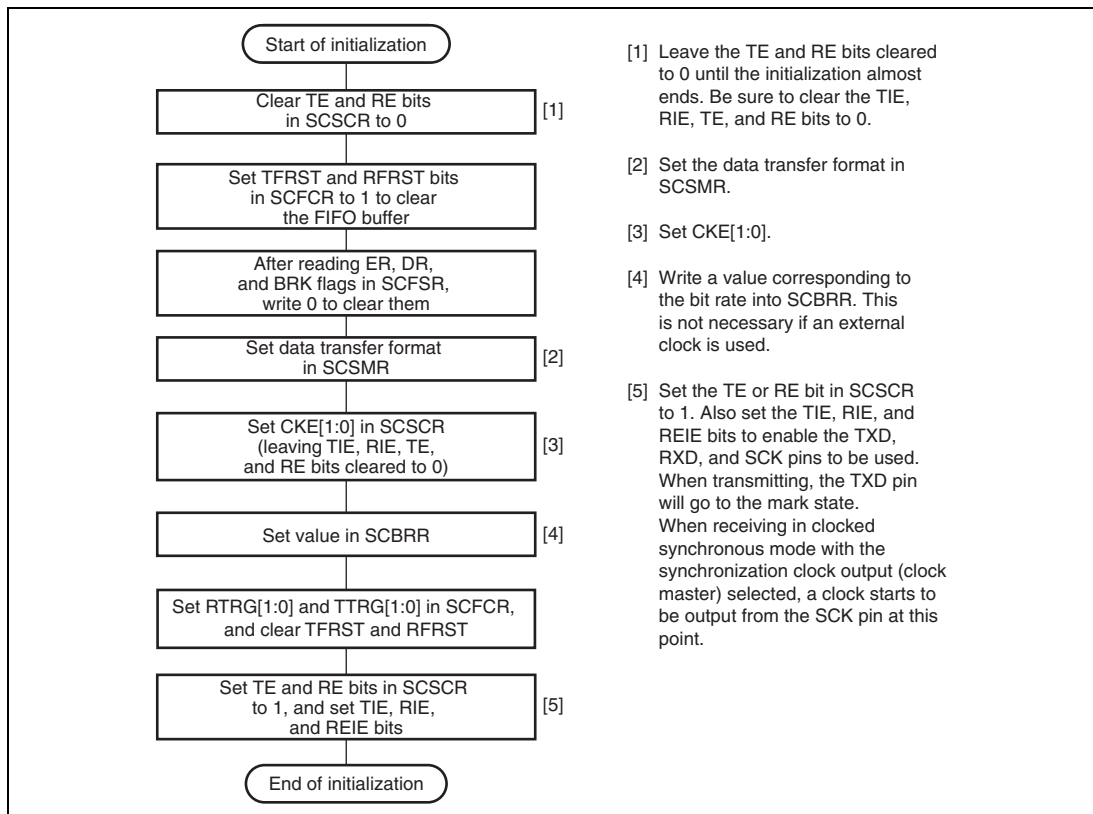 Start of initialization
Clear TE and RE bits
in SCSCR to 0
[1]
Set TFRST and RFRST bits
in SCFCR to 1 to clear
the FIFO buffer
After reading ER, DR,
and BRK flags in SCFSR,
write 0 to clear them
Set data transfer format
in SCSMR
[2]
Set CKE[1:0] in SCSCR
(leaving TIE, RIE, TE,
and RE bits cleared to 0)
[3]
Set value in SCBRR
[4]
Set RTRG[1:0] and TTRG[1:0] in SCFCR,
and clear TFRST and RFRST
Set TE and RE bits in SCSCR
to 1, and set TIE, RIE,
and REIE bits
[5]
End of initialization
[1] Leave the TE and RE bits cleared
to 0 until the initialization almost
ends. Be sure to clear the TIE,
RIE, TE, and RE bits to 0.
[2] Set the data transfer format in
SCSMR.
[3] Set CKE[1:0].
[4] Write a value corresponding to
the bit rate into SCBRR. This
is not necessary if an external
clock is used.
[5] Set the TE or RE bit in SCSCR
to 1. Also set the TIE, RIE, and
REIE bits to enable the TXD,
RXD, and SCK pins to be used.
When transmitting, the TXD pin
will go to the mark state.
When receiving in clocked
synchronous mode with the
synchronization clock output (clock
master) selected, a clock starts to
be output from the SCK pin at this
point.